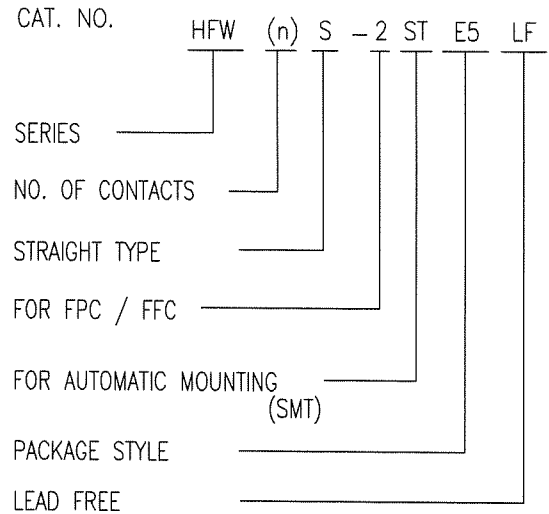 CAT. NO.
HFW (n) S - 2 ST E5 LF
SERIES
NO. OF CONTACTS
STRAIGHT TYPE
FOR FPC / FFC
FOR AUTOMATIC MOUNTING
(SMT)
PACKAGE STYLE
LEAD FREE